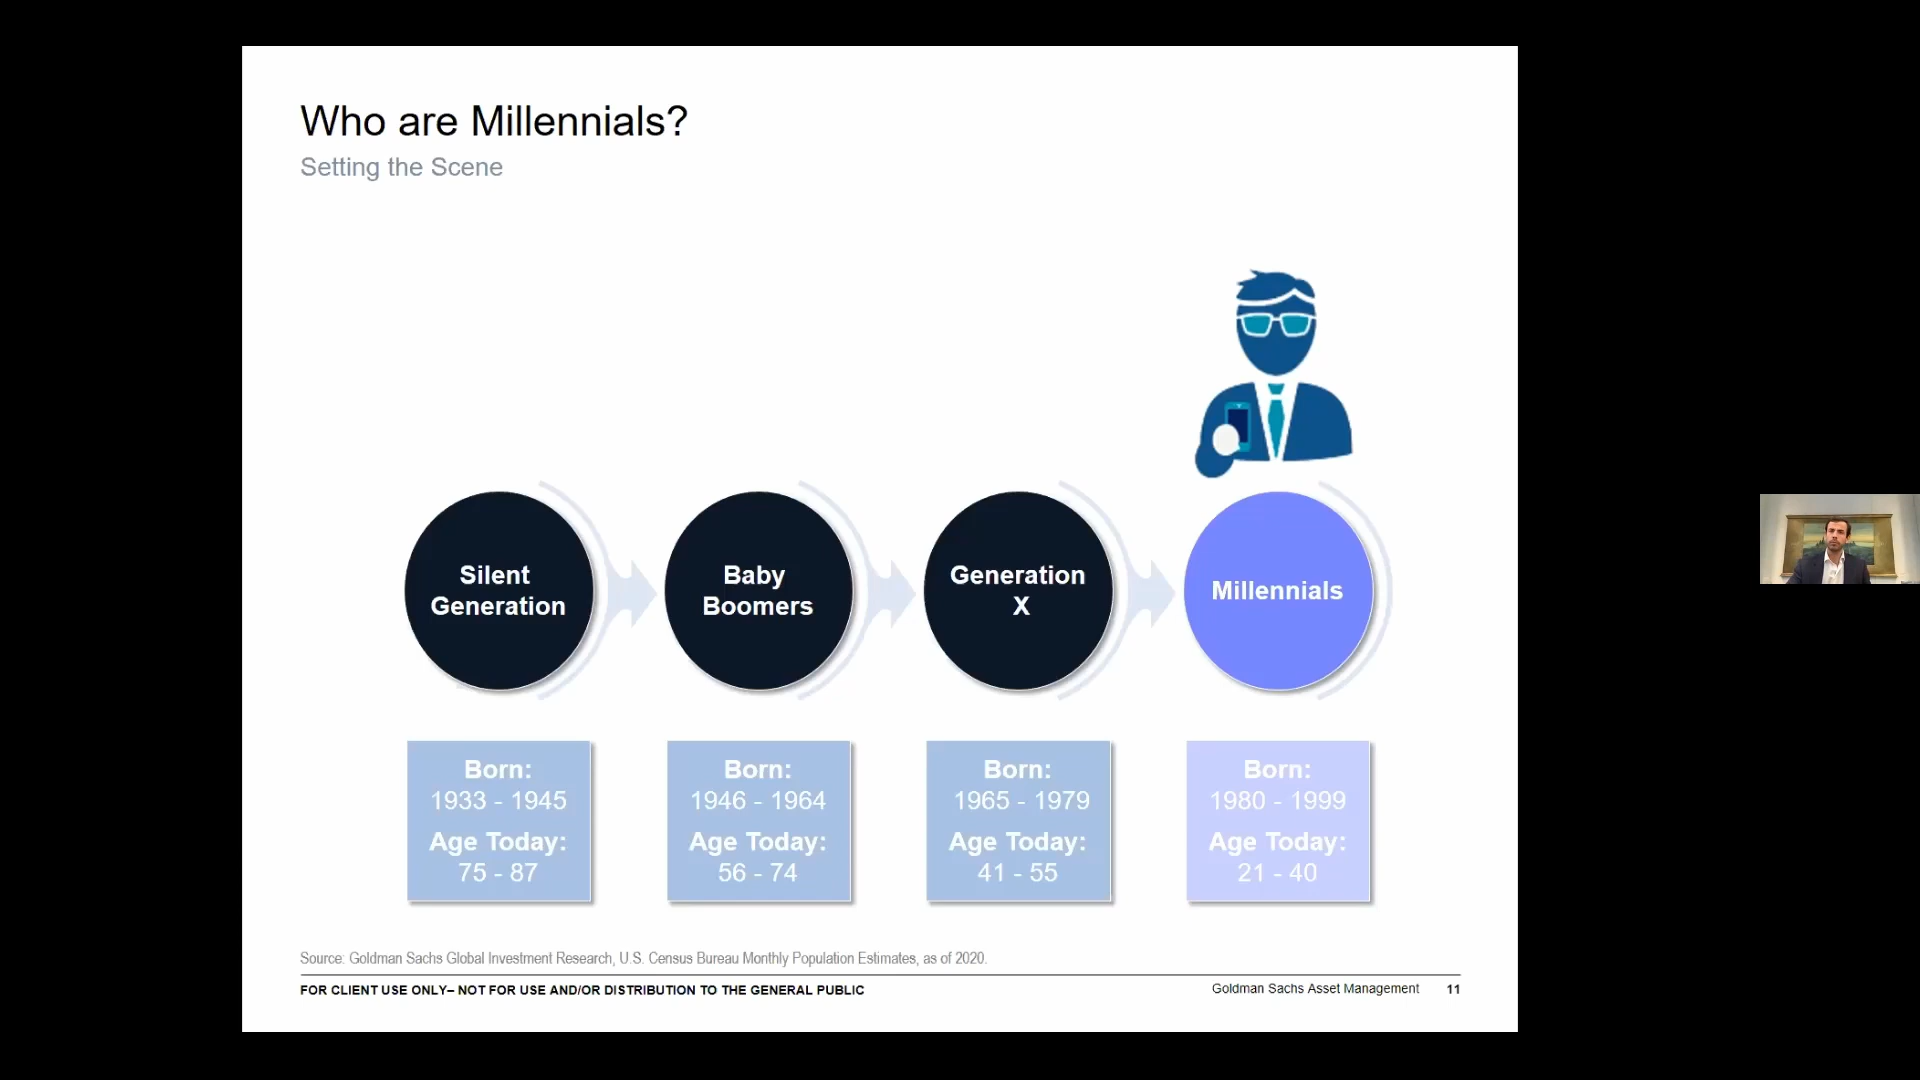 Who are Millennials?
Setting the Scene
Silent
Generation
Baby
Boomers
Generation
X
Millennials
Born:
1933 - 1945
Age Today:
75 - 87
Born:
1946 - 1964
Age Today:
56 - 74
Born:
1965 - 1979
Age Today:
41 - 55
Born:
1980 - 1999
Age Today:
21 - 40
Source: Goldman Sachs Global Investment Research, U.S. Census Bureau Monthly Population Estimates, as of 2020.
FOR CLIENT USE ONLY– NOT FOR USE AND/OR DISTRIBUTION TO THE GENERAL PUBLIC
Goldman Sachs Asset Management 11